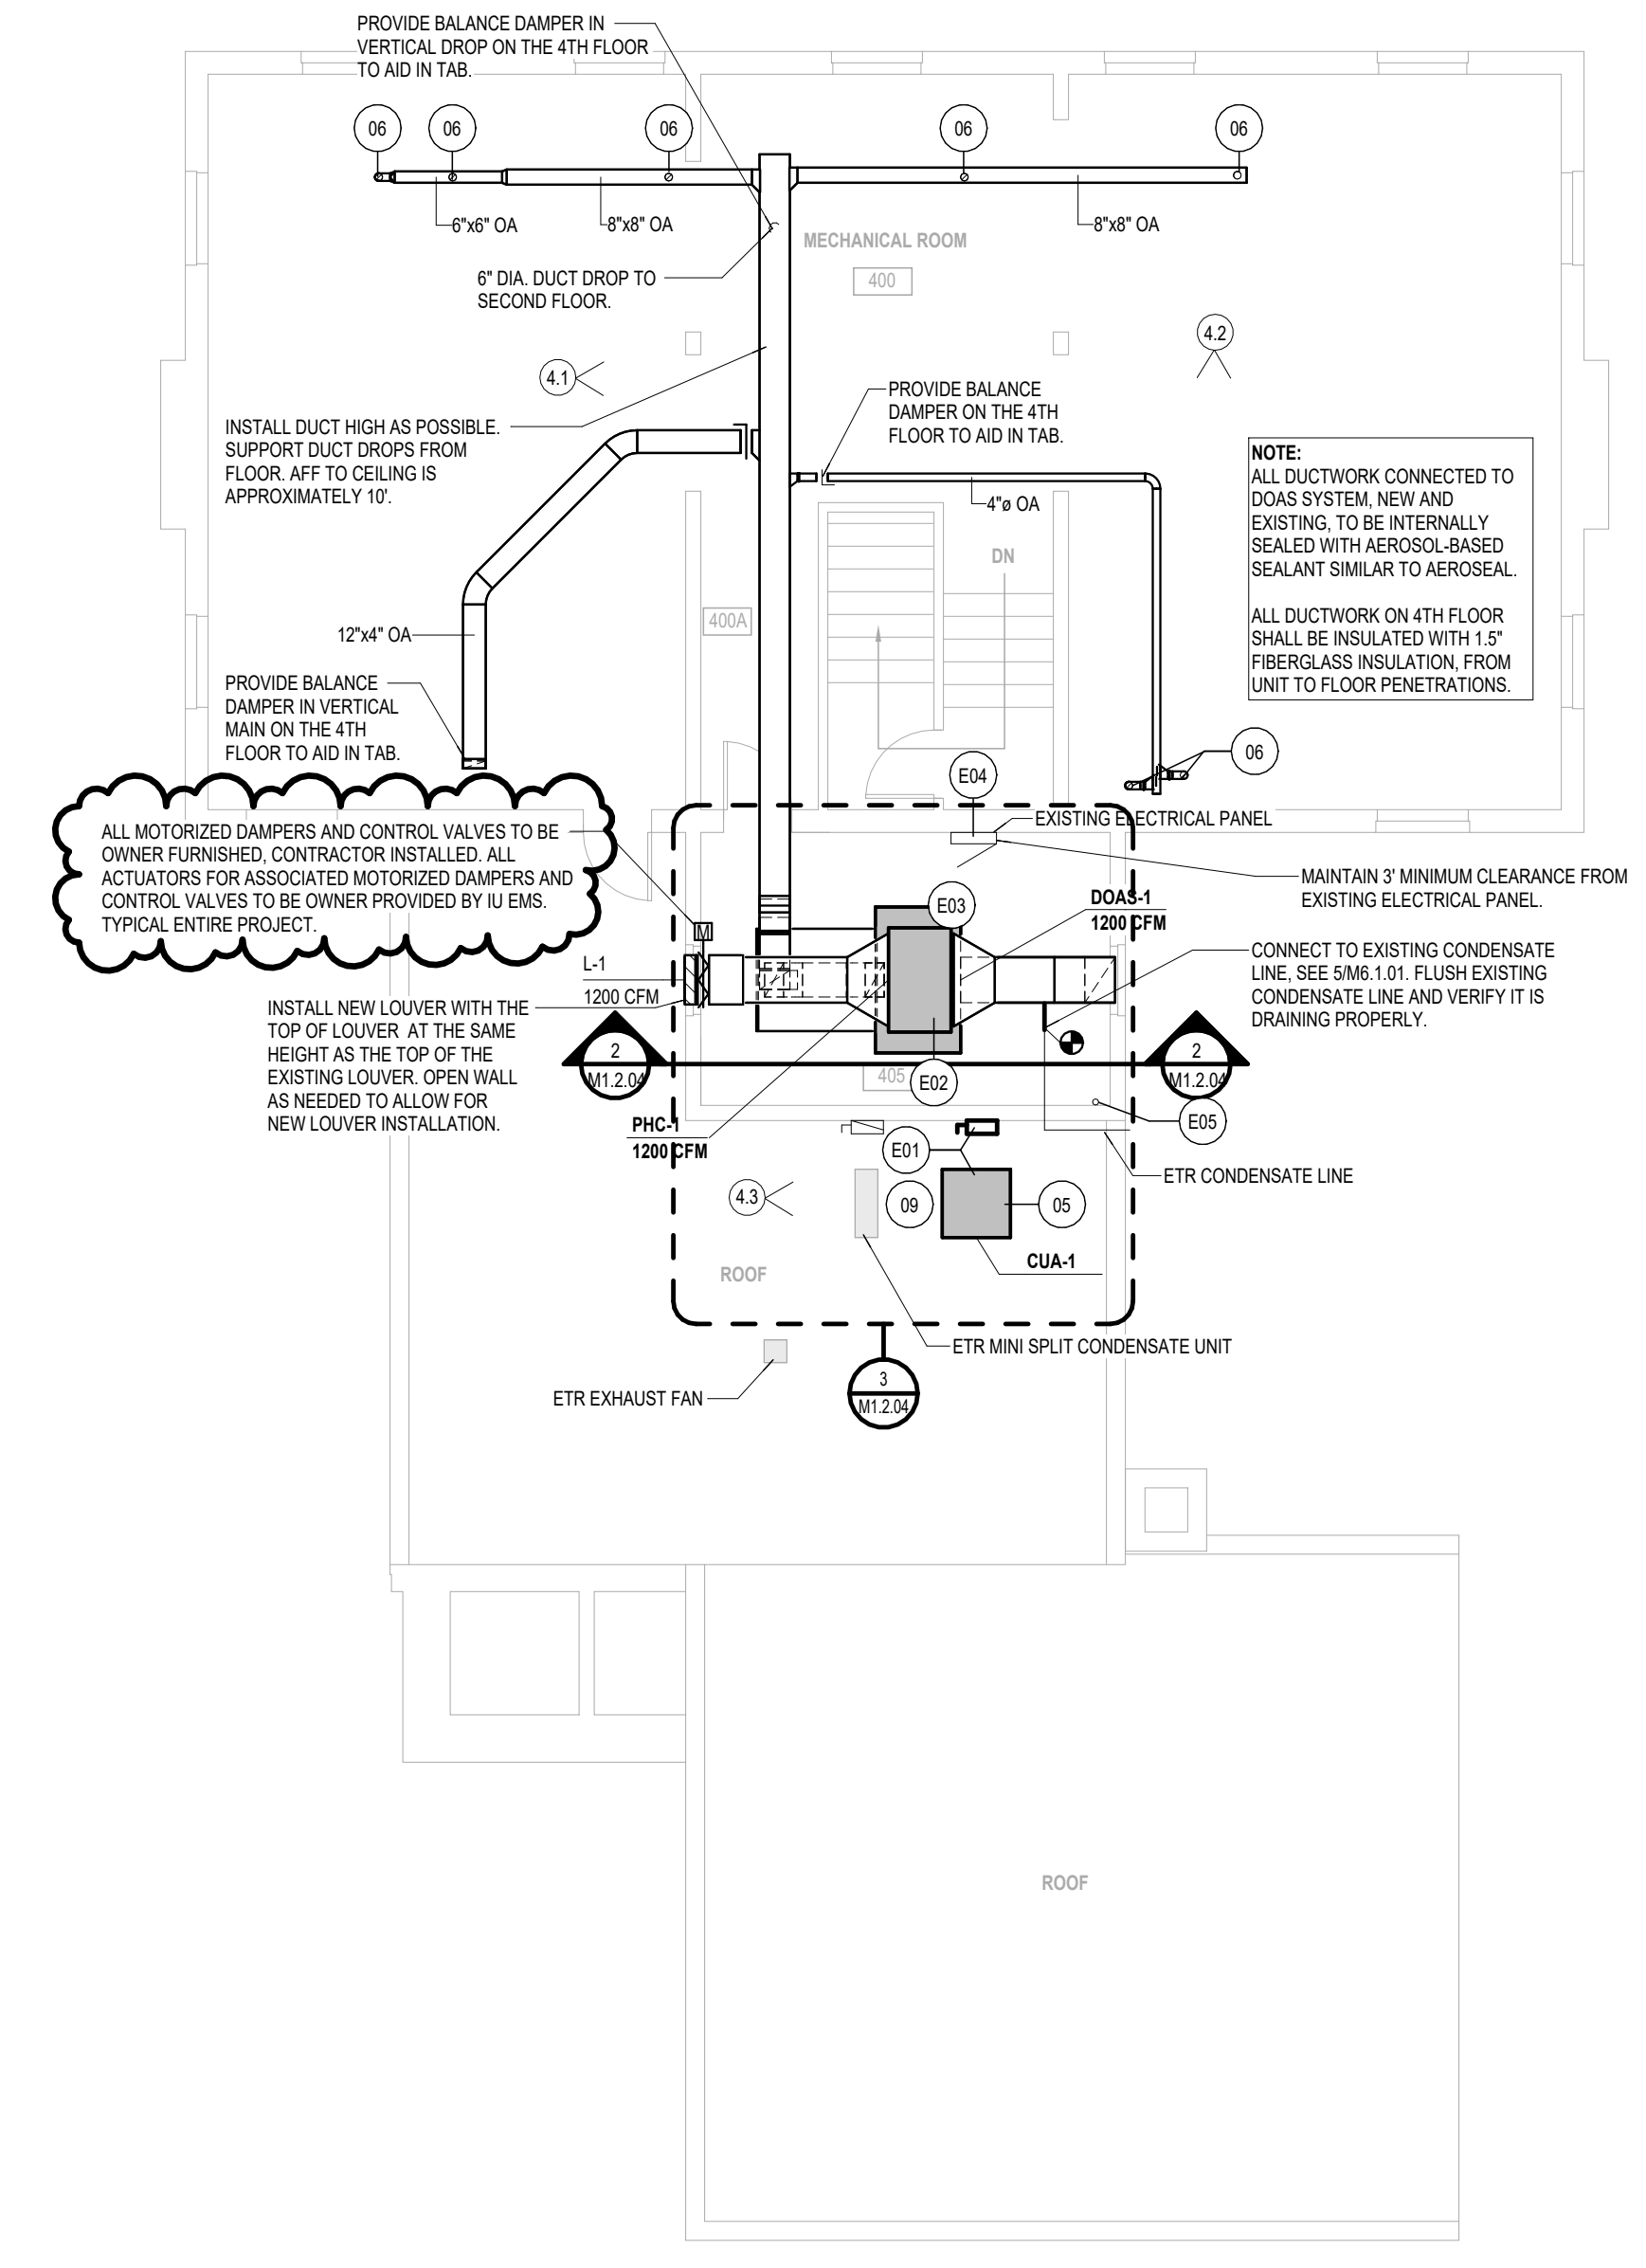 PROVIDE BALANCE DAMPER IN
VERTICAL DROP ON THE 4TH FLOOR
TO AID IN TAB.
06
06
06
06
06
6"x6" OA
8"x8" OA
8"x8" OA
MECHANICAL ROOM
400
6" DIA. DUCT DROP TO
SECOND FLOOR.
4.1
4.2
INSTALL DUCT HIGH AS POSSIBLE.
SUPPORT DUCT DROPS FROM
FLOOR. AFF TO CEILING IS
APPROXIMATELY 10'.
PROVIDE BALANCE
DAMPER ON THE 4TH
FLOOR TO AID IN TAB.
4"ø OA
NOTE:
ALL DUCTWORK CONNECTED TO
DOAS SYSTEM, NEW AND
EXISTING, TO BE INTERNALLY
SEALED WITH AEROSOL-BASED
SEALANT SIMILAR TO AEROSEAL.
ALL DUCTWORK ON 4TH FLOOR
SHALL BE INSULATED WITH 1.5"
FIBERGLASS INSULATION, FROM
UNIT TO FLOOR PENETRATIONS.
DN
400A
12"x4" OA
PROVIDE BALANCE
DAMPER IN VERTICAL
MAIN ON THE 4TH
FLOOR TO AID IN TAB.
06
E04
ALL MOTORIZED DAMPERS AND CONTROL VALVES TO BE
OWNER FURNISHED, CONTRACTOR INSTALLED. ALL
ACTUATORS FOR ASSOCIATED MOTORIZED DAMPERS AND
CONTROL VALVES TO BE OWNER PROVIDED BY IU EMS.
TYPICAL ENTIRE PROJECT.
EXISTING ELECTRICAL PANEL
MAINTAIN 3' MINIMUM CLEARANCE FROM
EXISTING ELECTRICAL PANEL.
E03
DOAS-1
1200 CFM
M
L-1
1200 CFM
CONNECT TO EXISTING CONDENSATE
LINE, SEE 5/M6.1.01. FLUSH EXISTING
CONDENSATE LINE AND VERIFY IT IS
DRAINING PROPERLY.
INSTALL NEW LOUVER WITH THE
TOP OF LOUVER AT THE SAME
HEIGHT AS THE TOP OF THE
EXISTING LOUVER. OPEN WALL
AS NEEDED TO ALLOW FOR
NEW LOUVER INSTALLATION.
2
M1.2.04
2
M1.2.04
405
E02
PHC-1
1200 CFM
E01
E05
ETR CONDENSATE LINE
4.3
09
05
CUA-1
ROOF
ETR MINI SPLIT CONDENSATE UNIT
ETR EXHAUST FAN
3
M1.2.04
ROOF